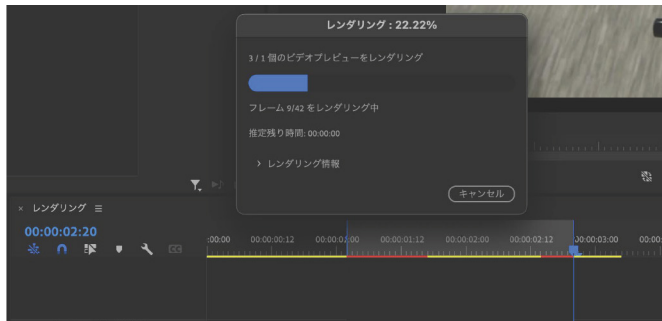 レンダリング : 22.22%
3 / 1 個のビデオプレビューをレンダリング
フレーム 9/42 をレンダリング中
推定残り時間: 00:00:00
> レンダリング情報
キャンセル
× レンダリング ≡
00:00:02:20
:00:00 00:00:00:12 00:00:01:00 00:00:01:12 00:00:02:00 00:00:02:12 00:00:03:00 00:00